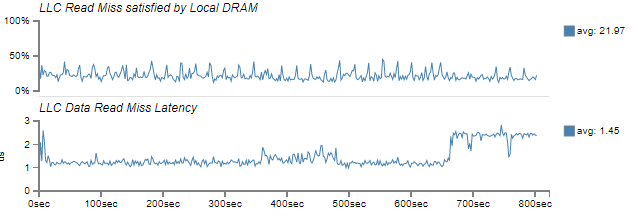 LLC Read Miss satisfied by Local DRAM
100%
50%
0%
avg: 21.97
LLC Data Read Miss Latency
3
2
1
0
us
avg: 1.45
0sec
100sec
200sec
300sec
400sec
500sec
600sec
700sec
800sec